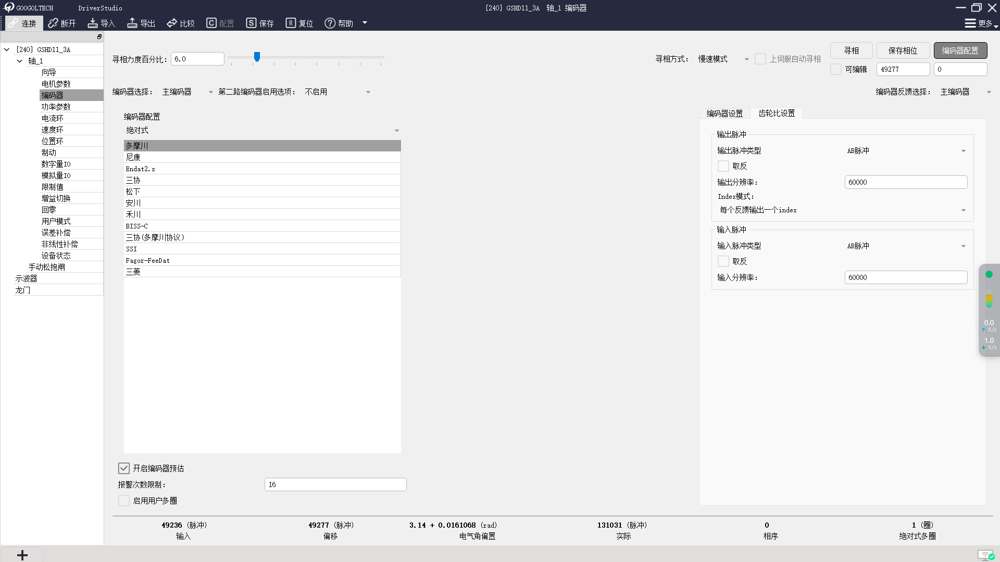 GOOGOLTECH
DriverStudio
[240] GSHD11_3A 轴_1 编码器
连接
断开
导入
导出
比较
C 配置
S 保存
R 复位
? 帮助
更多
[240] GSHD11_3A
轴_1
向导
电机参数
编码器
功率参数
电流环
速度环
位置环
制动
数字量IO
模拟量IO
限制值
增益切换
回零
用户模式
误差补偿
非线性补偿
设备状态
手动松抱闸
示波器
龙门
寻相力度百分比: 6.0
寻相方式: 慢速模式
上伺服自动寻相
寻相
保存相位
编码器配置
可编辑
49277
0
编码器选择: 主编码器
第二路编码器启用选项: 不启用
编码器反馈选择: 主编码器
编码器配置
绝对式
多摩川
尼康
Endat2.x
三协
松下
安川
禾川
BISS-C
三协(多摩川协议)
SSI
Fagor-FeeDat
三菱
开启编码器预估
报警次数限制: 16
启用用户多圈
编码器设置
齿轮比设置
输出脉冲
输出脉冲类型 AB脉冲
取反
输出分辨率: 60000
Index模式:
每个反馈输出一个index
输入脉冲
输入脉冲类型 AB脉冲
取反
输入分辨率: 60000
0.0
K/s
1.0
K/s
49236 (脉冲)
输入
49277 (脉冲)
偏移
3.14 + 0.0161068 (rad)
电气角偏置
131031 (脉冲)
实际
0
相序
1 (圈)
绝对式多圈